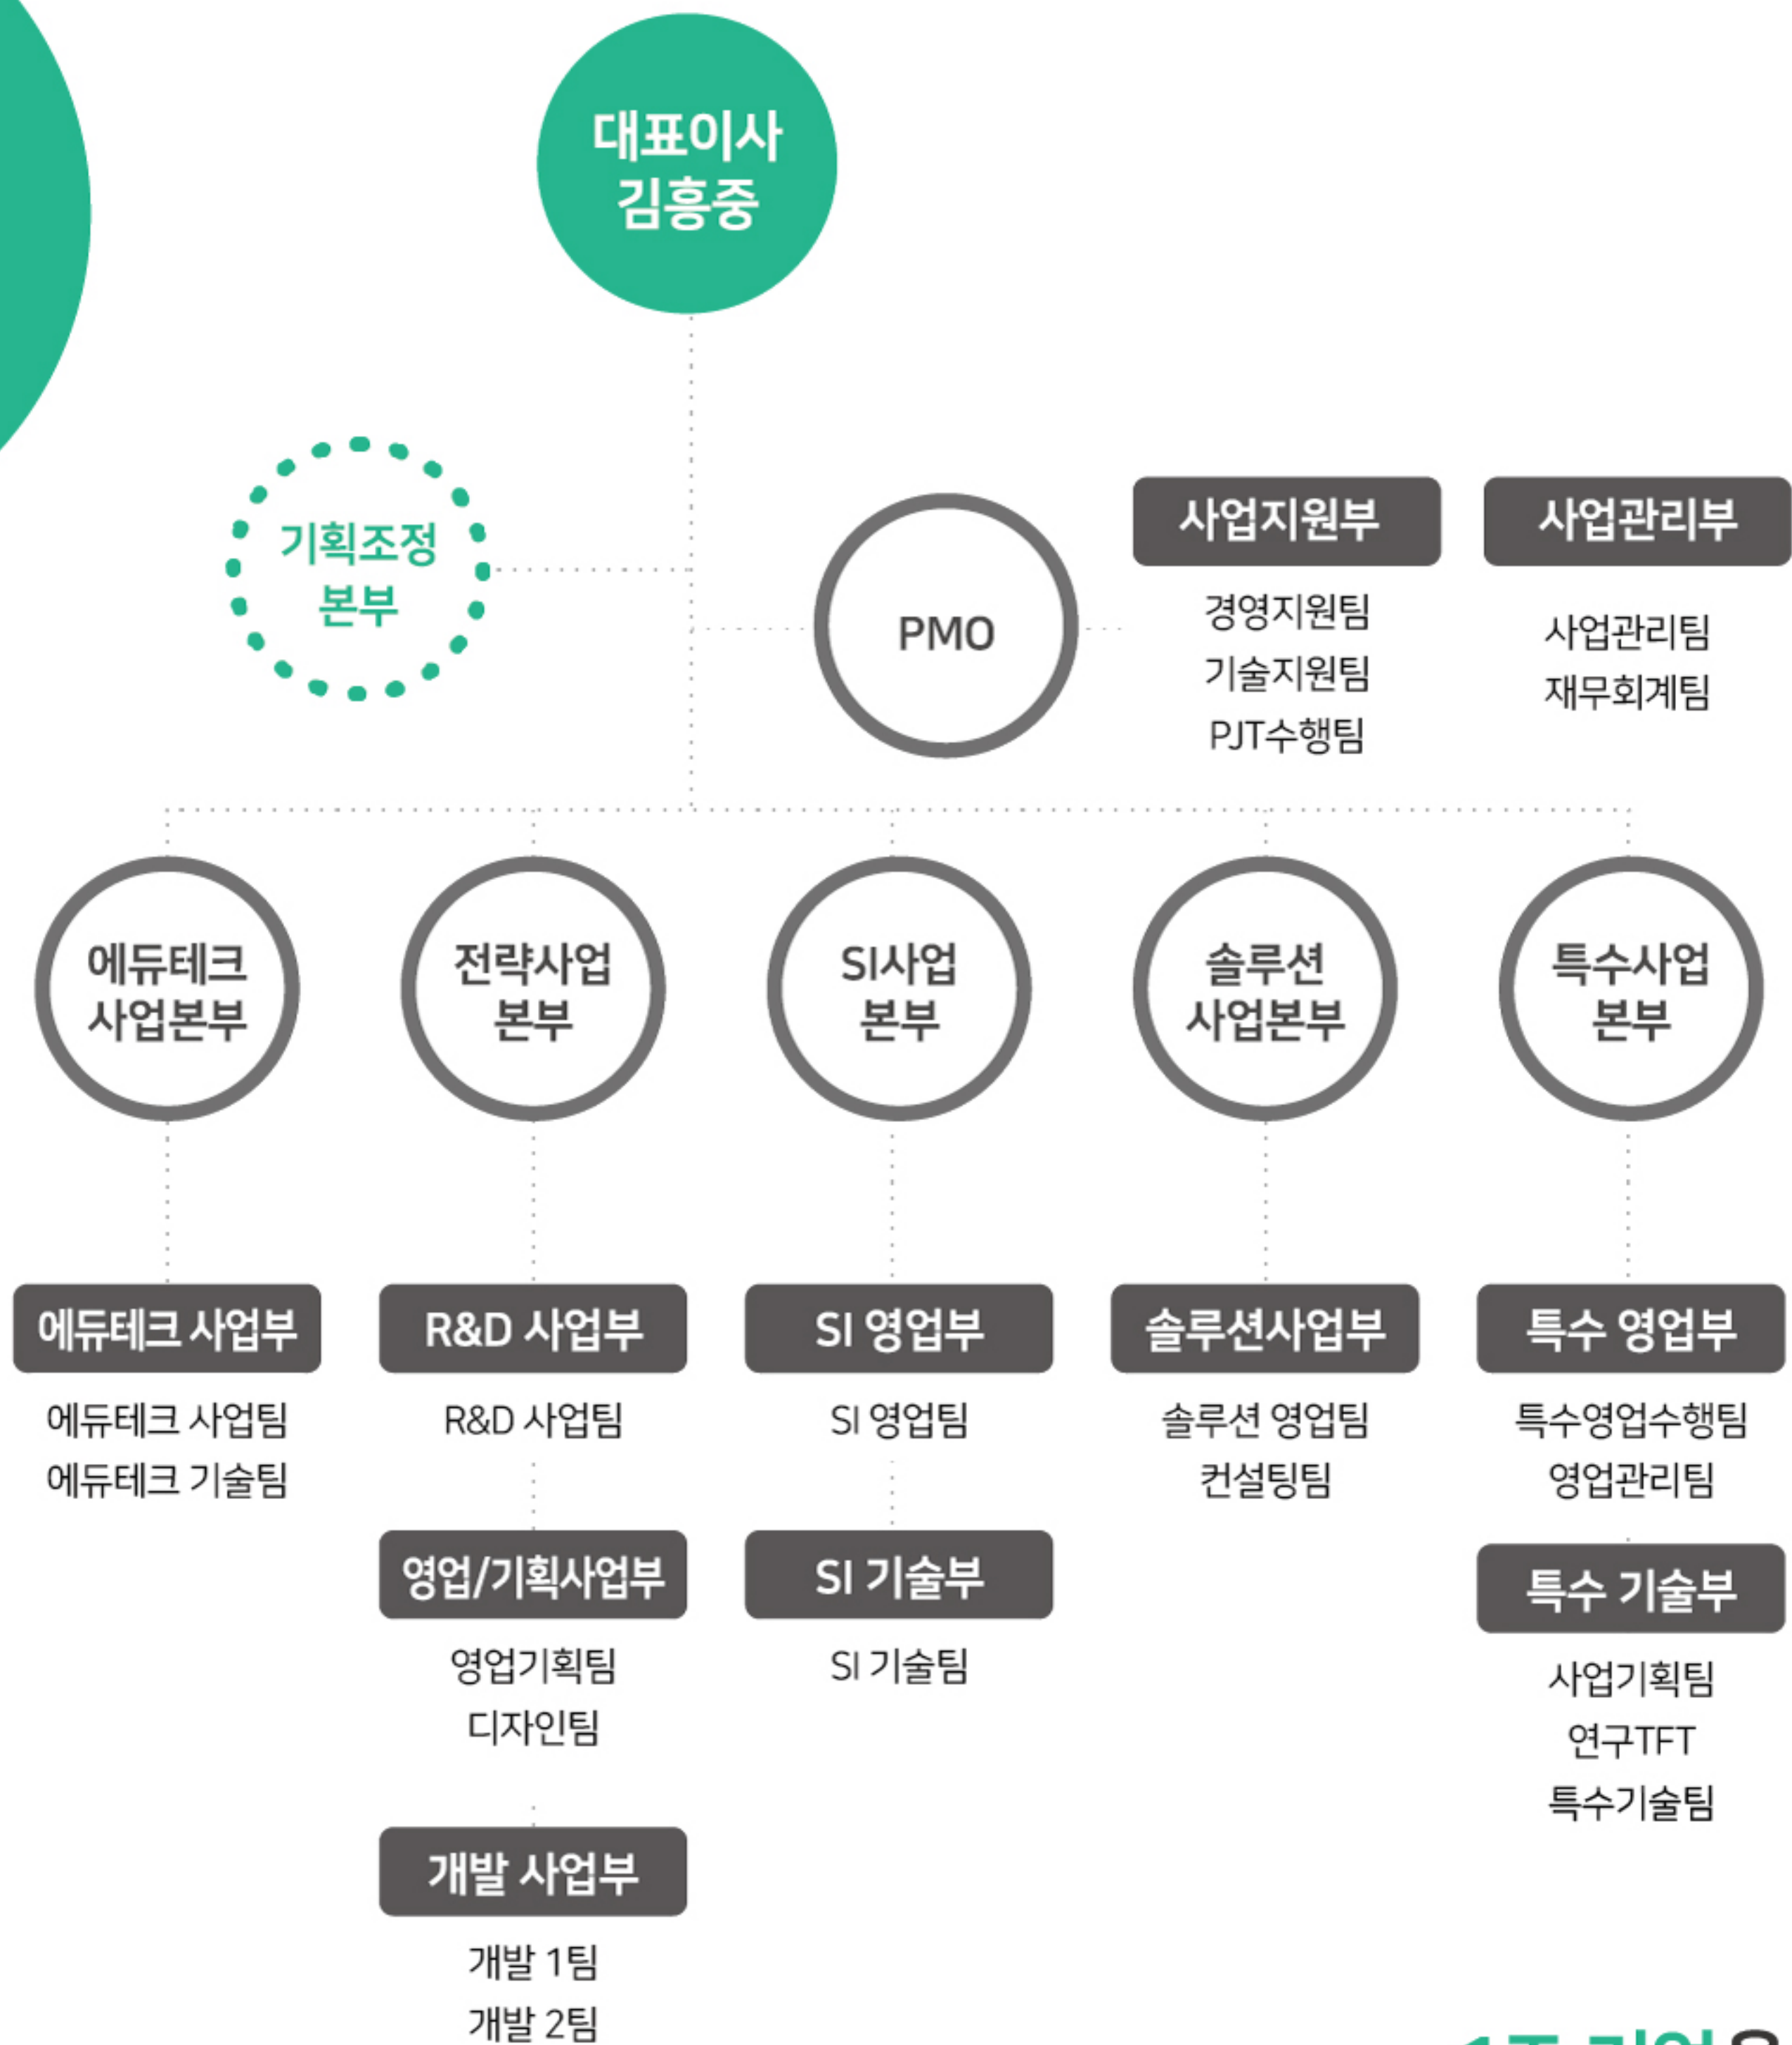 대표이사
김흥중
기획조정
본부
PMO
사업지원부
경영지원팀
기술지원팀
PJT수행팀
사업관리부
사업관리팀
재무회계팀
에듀테크
사업본부
전략사업
본부
SI사업
본부
솔루션
사업본부
특수사업
본부
에듀테크 사업부
에듀테크 사업팀
에듀테크 기술팀
R&D 사업부
R&D 사업팀
영업/기획사업부
영업기획팀
디자인팀
개발 사업부
개발 1팀
개발 2팀
SI 영업부
SI 영업팀
SI 기술부
SI 기술팀
솔루션사업부
솔루션 영업팀
컨설팅팀
특수 영업부
특수영업수행팀
영업관리팀
특수 기술부
사업기획팀
연구TFT
특수기술팀